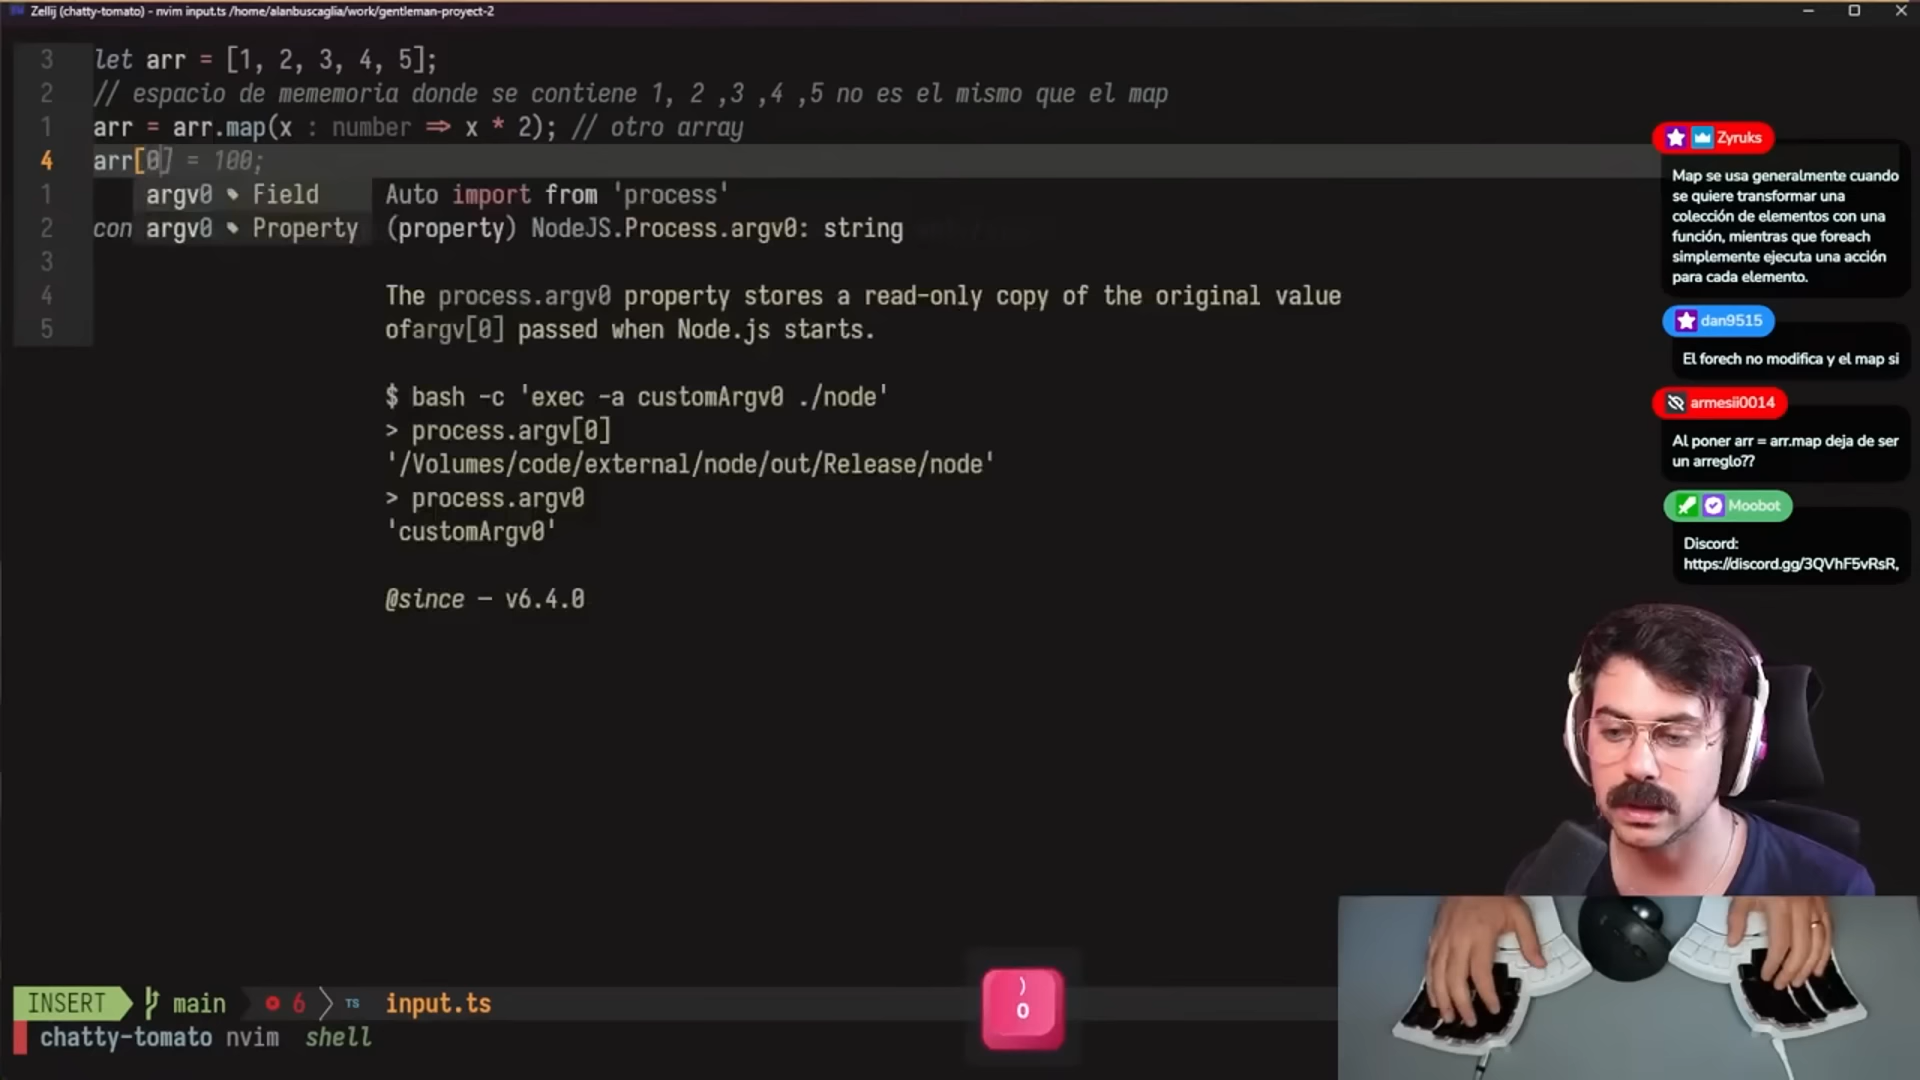 Zellij (chatty-tomato) - nvim input.ts /home/alanbuscaglia/work/gentleman-proyect-2
3 let arr = [1, 2, 3, 4, 5];
2 // espacio de mememoria donde se contiene 1, 2 ,3 ,4 ,5 no es el mismo que el map
1 arr = arr.map(x : number => x * 2); // otro array
4 arr[0] = 100;
1 argv0 Field Auto import from 'process'
2 con argv0 Property (property) NodeJS.Process.argv0: string
3
4 The process.argv0 property stores a read-only copy of the original value
5 ofargv[0] passed when Node.js starts.
$ bash -c 'exec -a customArgv0 ./node'
> process.argv[0]
'/Volumes/code/external/node/out/Release/node'
> process.argv0
'customArgv0'
@since — v6.4.0
Zyruks
Map se usa generalmente cuando
se quiere transformar una
colección de elementos con una
función, mientras que foreach
simplemente ejecuta una acción
para cada elemento.
dan9515
El forech no modifica y el map si
armesii0014
Al poner arr = arr.map deja de ser
un arreglo??
Moobot
Discord:
https://discord.gg/3QVhF5vRsR,
)
0
INSERT main 6 TS input.ts
chatty-tomato nvim shell